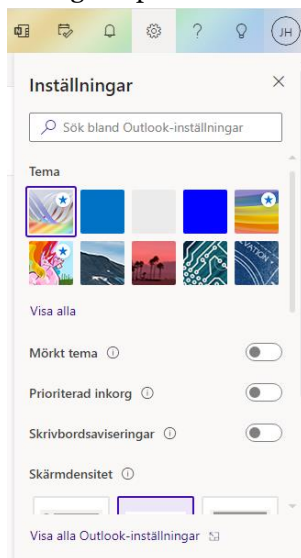 JH
Inställningar
Sök bland Outlook-inställningar
Tema
Visa alla
Mörkt tema
Prioriterad inkorg
Skrivbordsaviseringar
Skärmdensitet
Visa alla Outlook-inställningar